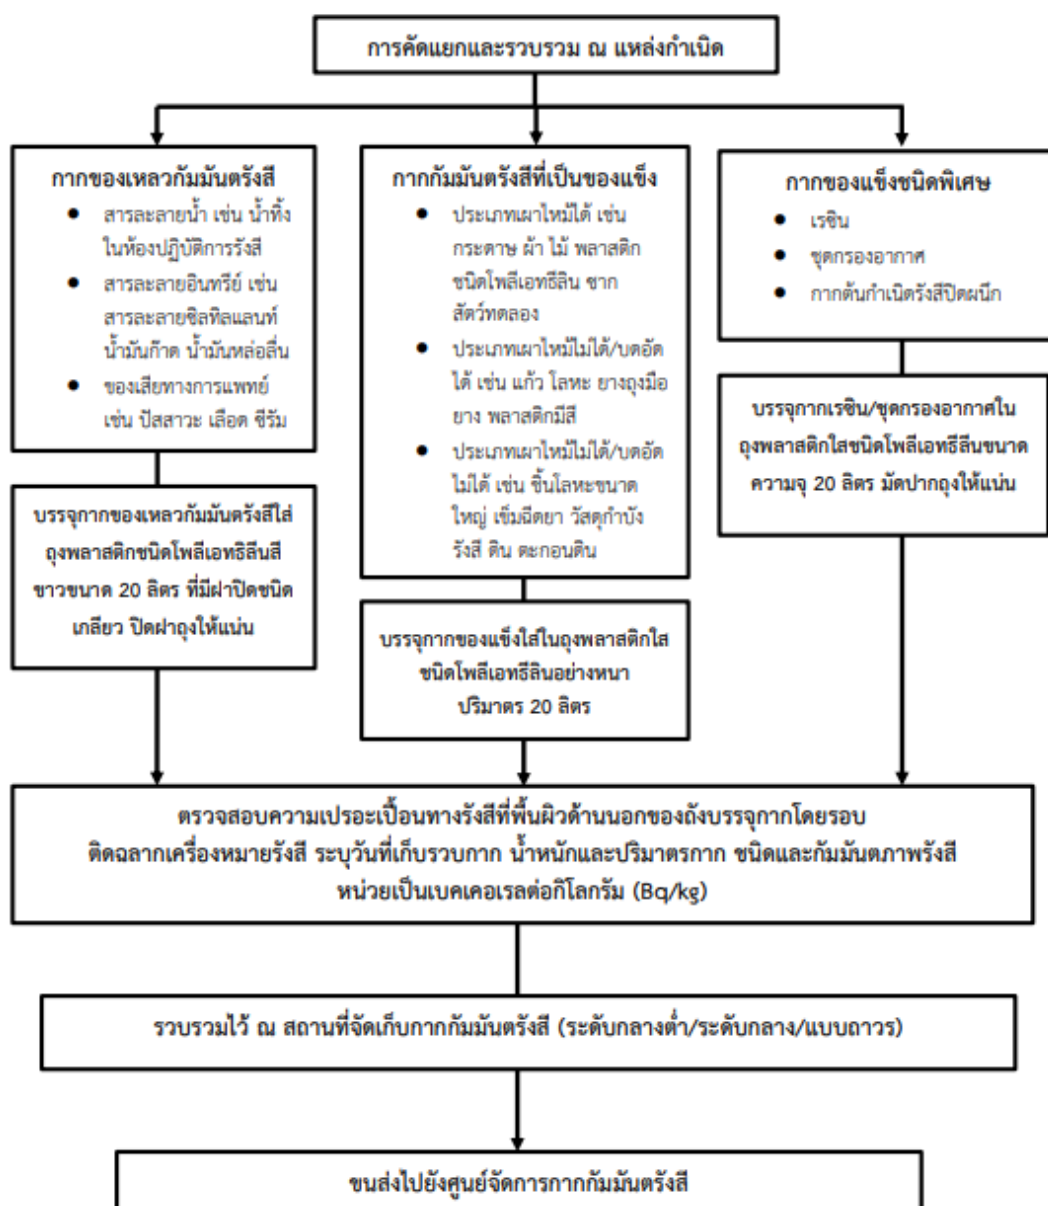 การคัดแยกและรวบรวม ณ แหล่งกำเนิด
กากของเหลวกัมมันตรังสี
● สารละลายน้ำ เช่น น้ำทิ้ง
ในห้องปฏิบัติการรังสี
● สารละลายอินทรีย์ เช่น
สารละลายซิลทิลแลนท์
น้ำมันก๊าด น้ำมันหล่อลื่น
● ของเสียทางการแพทย์
เช่น ปัสสาวะ เลือด ซีรัม
บรรจุกากของเหลวกัมมันตรังสีใส่
ถุงพลาสติกชนิดโพลีเอทธิลีนสี
ขาวขนาด 20 ลิตร ที่มีฝาปิดชนิด
เกลียว ปิดฝาถุงให้แน่น
กากกัมมันตรังสีที่เป็นของแข็ง
● ประเภทเผาไหม้ได้ เช่น
กระดาษ ผ้า ไม้ พลาสติก
ชนิดโพลีเอทธีลิน ซาก
สัตว์ทดลอง
● ประเภทเผาไหม้ไม่ได้/บดอัด
ได้ เช่น แก้ว โลหะ ยางถุงมือ
ยาง พลาสติกมีสี
● ประเภทเผาไหม้ไม่ได้/บดอัด
ไม่ได้ เช่น ชิ้นโลหะขนาด
ใหญ่ เข็มฉีดยา วัสดุกำบัง
รังสี ดิน ตะกอนดิน
บรรจุกากของแข็งใส่ในถุงพลาสติกใส
ชนิดโพลีเอทธีลินอย่างหนา
ปริมาตร 20 ลิตร
กากของแข็งชนิดพิเศษ
● เรซิน
● ชุดกรองอากาศ
● กากต้นกำเนิดรังสีปิดผนึก
บรรจุกากเรซิน/ชุดกรองอากาศใน
ถุงพลาสติกใสชนิดโพลีเอทธีลีนขนาด
ความจุ 20 ลิตร มัดปากถุงให้แน่น
ตรวจสอบความเปรอะเปื้อนทางรังสีที่พื้นผิวด้านนอกของถังบรรจุกากโดยรอบ
ติดฉลากเครื่องหมายรังสี ระบุวันที่เก็บรวบกาก น้ำหนักและปริมาตรกาก ชนิดและกัมมันตภาพรังสี
หน่วยเป็นเบคเคอเรลต่อกิโลกรัม (Bq/kg)
รวบรวมไว้ ณ สถานที่จัดเก็บกากกัมมันตรังสี (ระดับกลางต่ำ/ระดับกลาง/แบบถาวร)
ขนส่งไปยังศูนย์จัดการกากกัมมันตรังสี